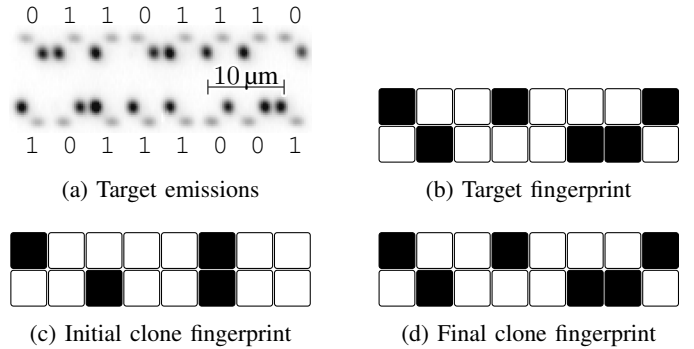 0 1 1 0 1 1 1 0
10 µm
1 0 1 1 1 0 0 1
(a) Target emissions
(b) Target fingerprint
(c) Initial clone fingerprint
(d) Final clone fingerprint